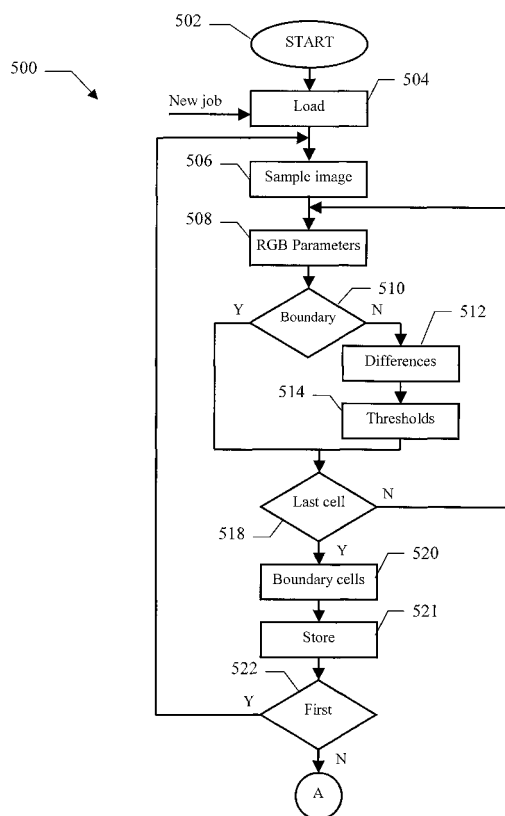 502
START
500
New job
504
Load
506
Sample image
508
RGB Parameters
510
Y
Boundary
N
512
Differences
514
Thresholds
Last cell
N
518
Y
520
Boundary cells
521
Store
522
Y
First
N
A